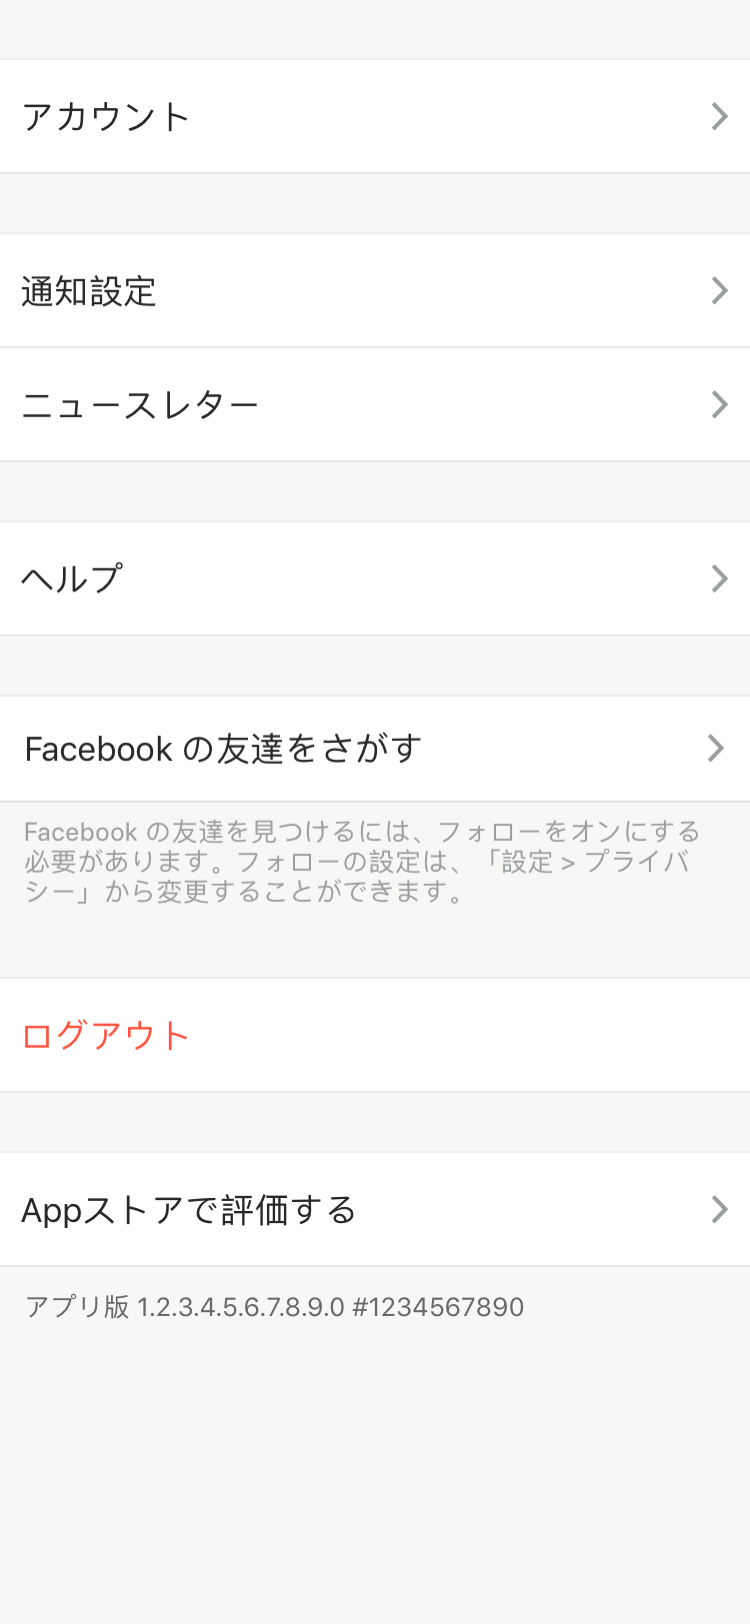 アカウント
通知設定
ニュースレター
ヘルプ
Facebook の友達をさがす
Facebook の友達を見つけるには、フォローをオンにする
必要があります。フォローの設定は、「設定 > プライバ
シー」から変更することができます。
ログアウト
Appストアで評価する
アプリ版 1.2.3.4.5.6.7.8.9.0 #1234567890